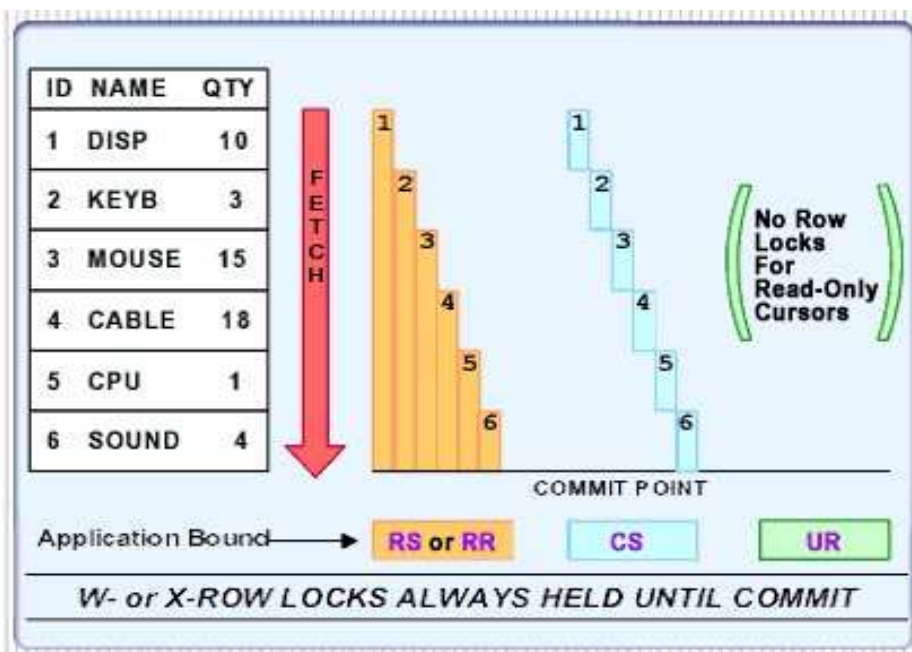 ID NAME QTY
1 DISP 10
2 KEYB 3
3 MOUSE 15
4 CABLE 18
5 CPU 1
6 SOUND 4
FETCH
1
2
3
4
5
6
1
2
3
4
5
6
No Row
Locks
For
Read-Only
Cursors
COMMIT POINT
Application Bound
RS or RR
CS
UR
W- or X-ROW LOCKS ALWAYS HELD UNTIL COMMIT